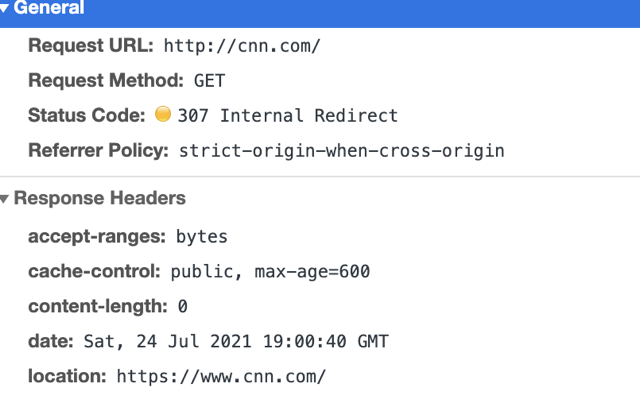 General
Request URL: http://cnn.com/
Request Method: GET
Status Code: 307 Internal Redirect
Referrer Policy: strict-origin-when-cross-origin
Response Headers
accept-ranges: bytes
cache-control: public, max-age=600
content-length: 0
date: Sat, 24 Jul 2021 19:00:40 GMT
location: https://www.cnn.com/